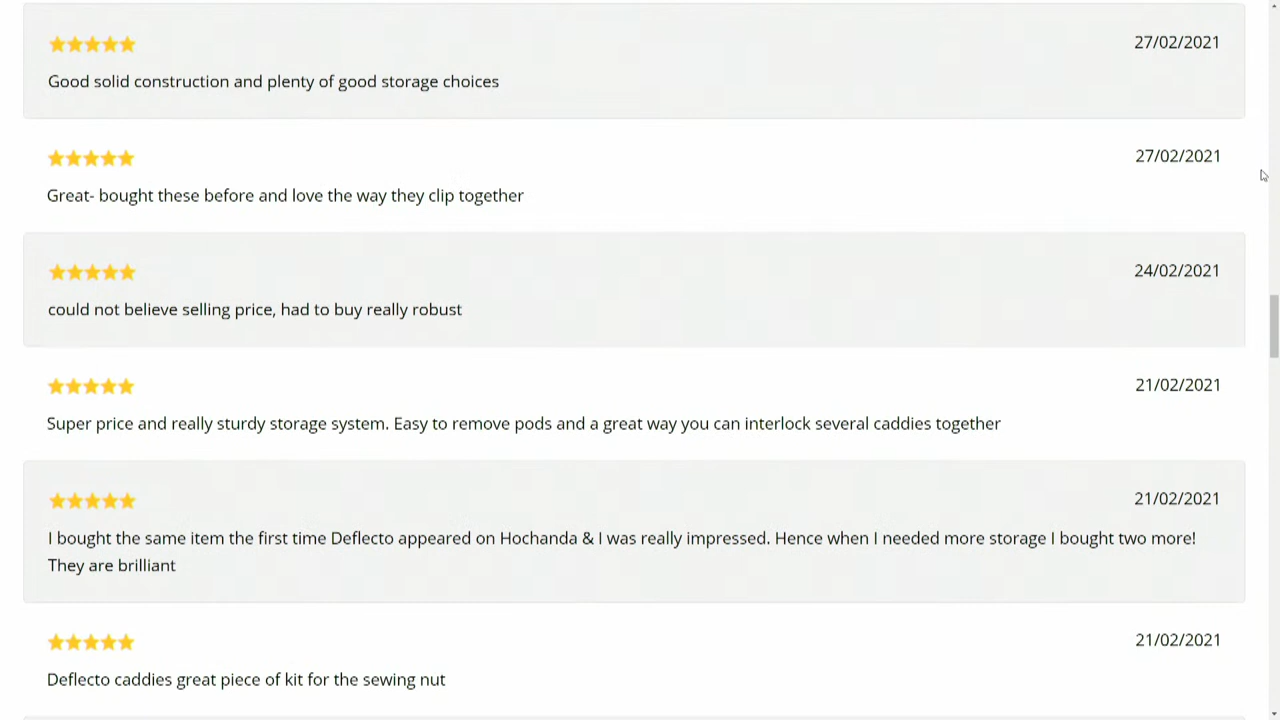 27/02/2021
Good solid construction and plenty of good storage choices
27/02/2021
Great- bought these before and love the way they clip together
24/02/2021
could not believe selling price, had to buy really robust
21/02/2021
Super price and really sturdy storage system. Easy to remove pods and a great way you can interlock several caddies together
21/02/2021
I bought the same item the first time Deflecto appeared on Hochanda & I was really impressed. Hence when I needed more storage I bought two more!
They are brilliant
21/02/2021
Deflecto caddies great piece of kit for the sewing nut